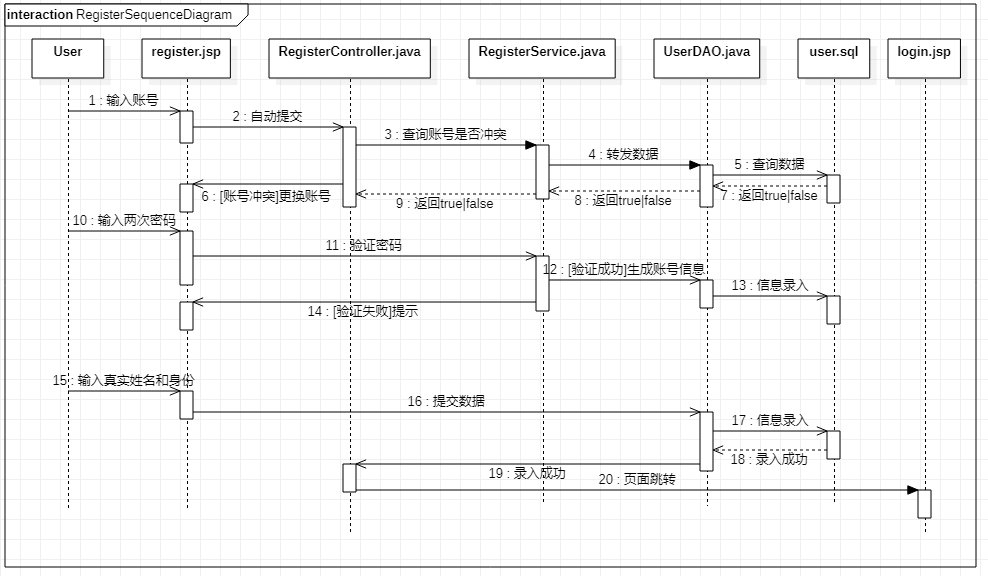 interaction RegisterSequenceDiagram
User
register.jsp
RegisterController.java
RegisterService.java
UserDAO.java
user.sql
login.jsp
1 : 输入账号
2 : 自动提交
3 : 查询账号是否冲突
4 : 转发数据
5 : 查询数据
6 : [账号冲突]更换账号
9 : 返回true|false
8 : 返回true|false
7 : 返回true|false
10 : 输入两次密码
11 : 验证密码
12 : [验证成功]生成账号信息
13 : 信息录入
14 : [验证失败]提示
15 : 输入真实姓名和身份
16 : 提交数据
17 : 信息录入
18 : 录入成功
19 : 录入成功
20 : 页面跳转